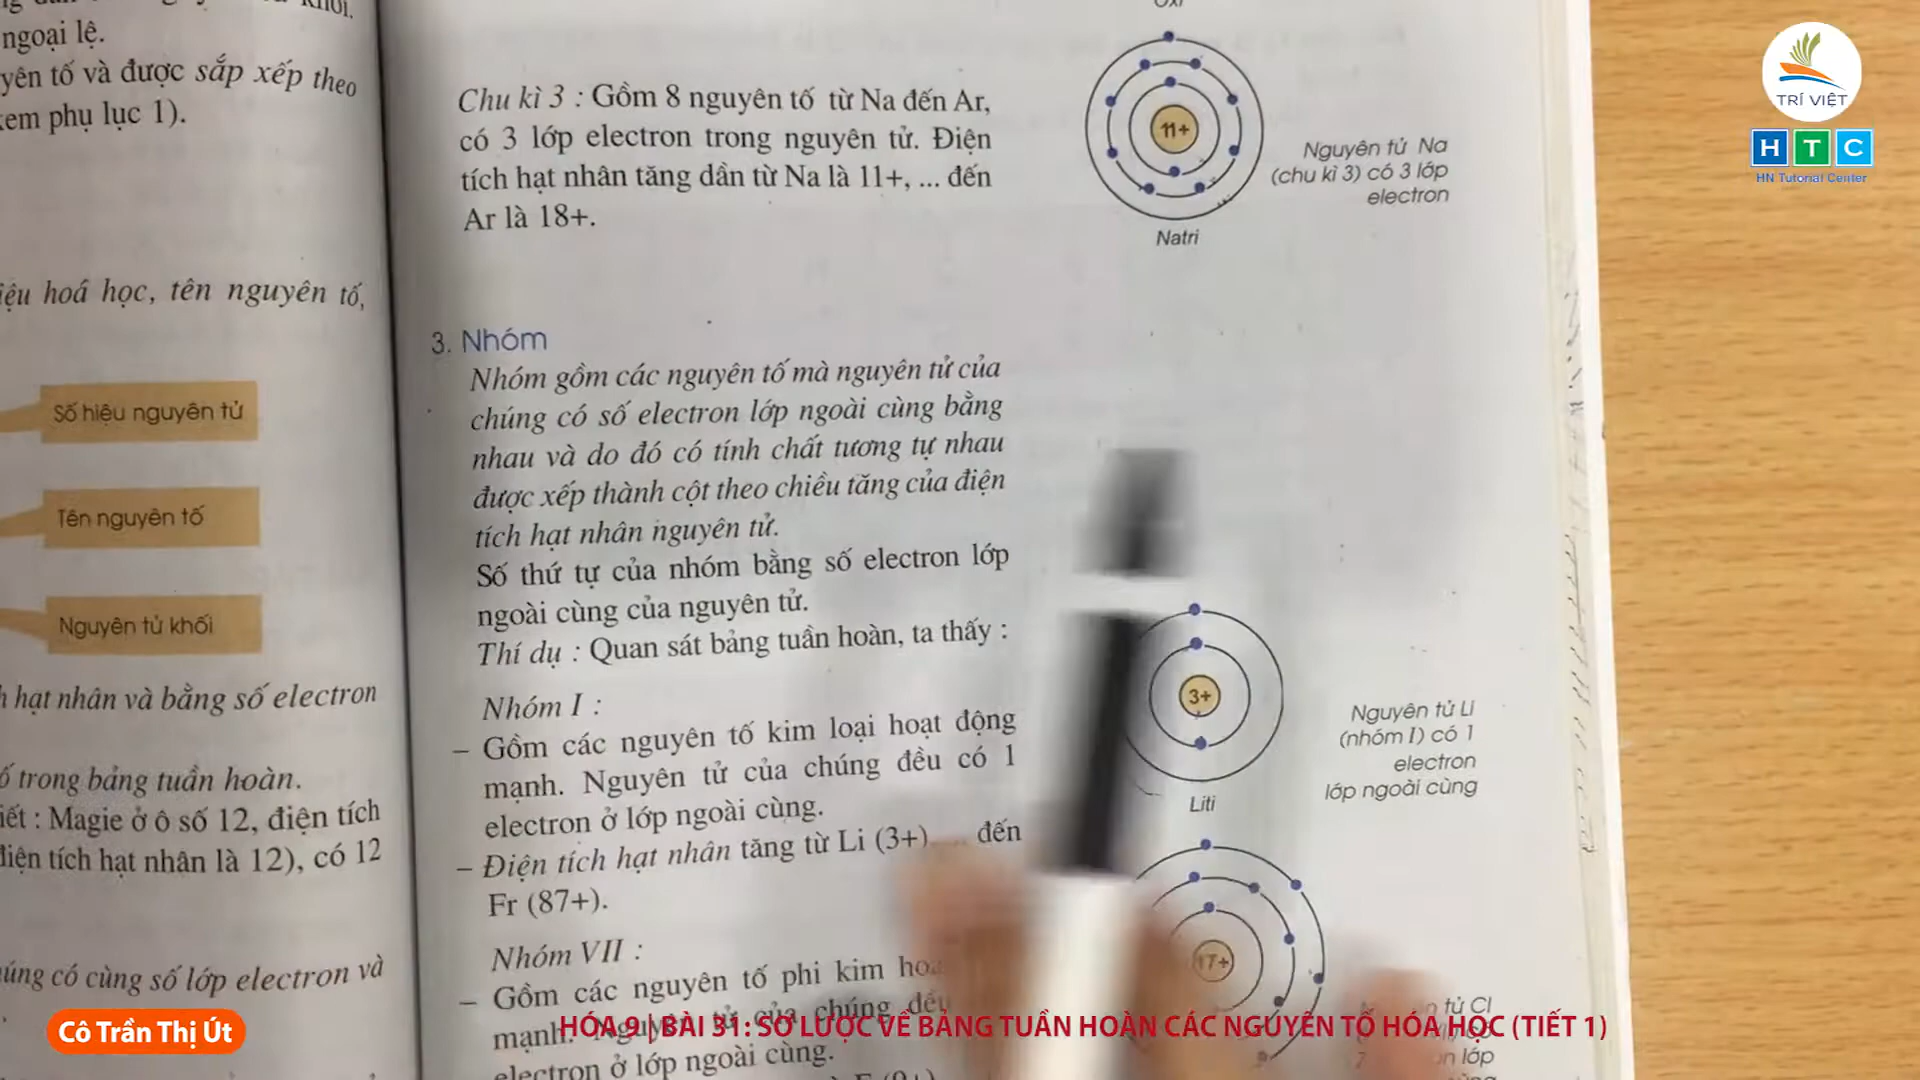 ngoại lệ.
yên tố và được sắp xếp theo
xem phụ lục 1).
hoá học, tên nguyên tố,
Số hiệu nguyên tử
Tên nguyên tố
Nguyên tử khối
hạt nhân và bằng số electron
trong bảng tuần hoàn.
iết : Magie ở ô số 12, điện tích
điện tích hạt nhân là 12), có 12
úng có cùng số lớp electron và
Chu kì 3 : Gồm 8 nguyên tố từ Na đến Ar,
có 3 lớp electron trong nguyên tử. Điện
tích hạt nhân tăng dần từ Na là 11+, ... đến
Ar là 18+.
3. Nhóm
Nhóm gồm các nguyên tố mà nguyên tử của
chúng có số electron lớp ngoài cùng bằng
nhau và do đó có tính chất tương tự nhau
được xếp thành cột theo chiều tăng của điện
tích hạt nhân nguyên tử.
Số thứ tự của nhóm bằng số electron lớp
ngoài cùng của nguyên tử.
Thí dụ : Quan sát bảng tuần hoàn, ta thấy :
Nhóm I :
– Gồm các nguyên tố kim loại hoạt động
mạnh. Nguyên tử của chúng đều có 1
electron ở lớp ngoài cùng.
– Điện tích hạt nhân tăng từ Li (3+) ... đến
Fr (87+).
Nhóm VII :
– Gồm các nguyên tố phi kim
mạnh. Nguyên tử của chúng đều
electron ở lớp ngoài cùng.
Oxi
11+
Nguyên tử Na
(chu kì 3) có 3 lớp
electron
Natri
3+
Nguyên tử Li
(nhóm I) có 1
electron
lớp ngoài cùng
Liti
17+
tử Cl
lớp
TRÍ VIỆT
HTC
HN Tutorial Center
Cô Trần Thị Út
HÓA 9 | BÀI 31: SƠ LƯỢC VỀ BẢNG TUẦN HOÀN CÁC NGUYÊN TỐ HÓA HỌC (TIẾT 1)